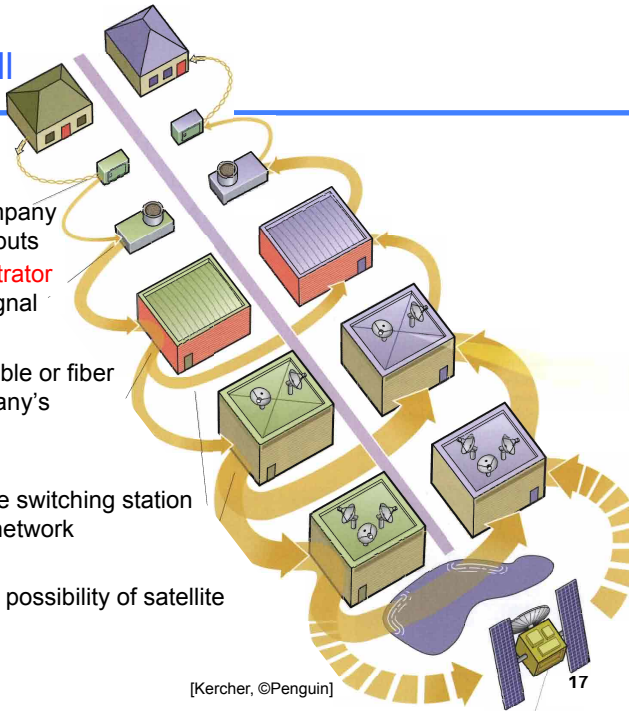 ll
mpany
outs
trator
gnal
ble or fiber
any's
e switching station
network
possibility of satellite
[Kercher, ©Penguin]
17